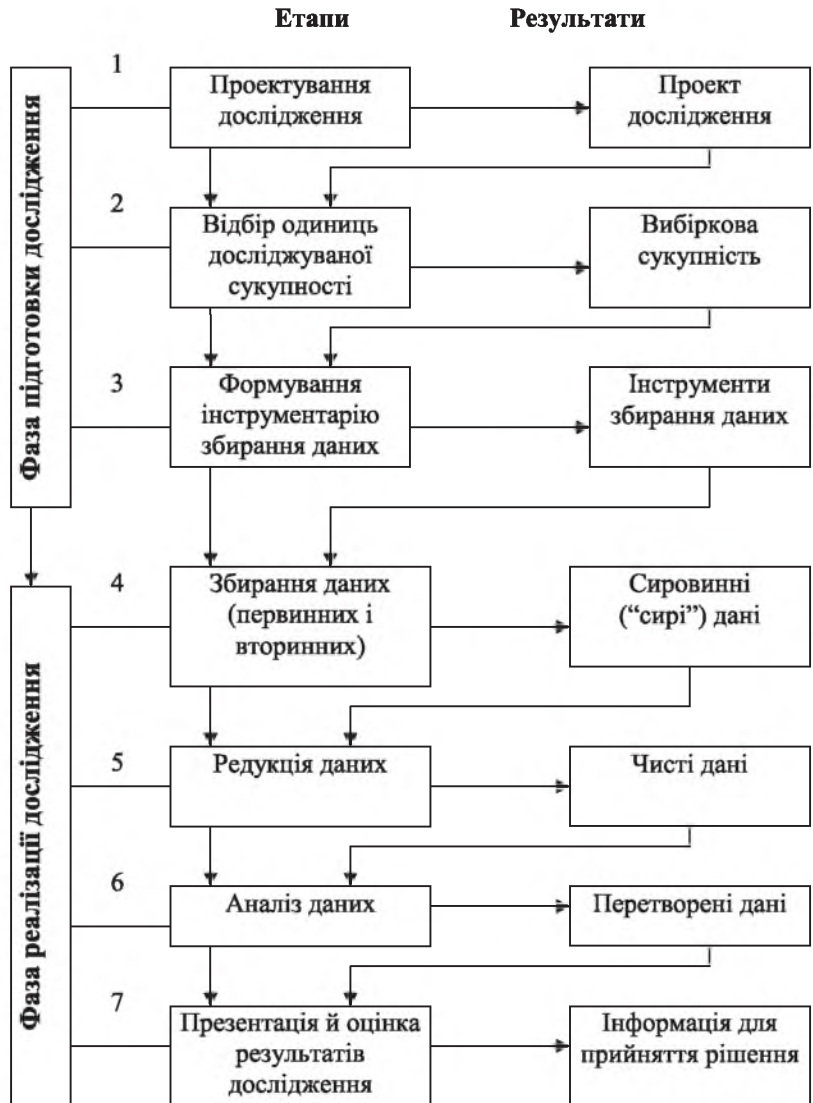 Етапи
Результати
Фаза підготовки дослідження
1
Проектування
дослідження
Проект
дослідження
2
Відбір одиниць
досліджуваної
сукупності
Вибіркова
сукупність
3
Формування
інструментарію
збирання даних
Інструменти
збирання даних
Фаза реалізації дослідження
4
Збирання даних
(первинних і
вторинних)
Сировинні
(“сирі”) дані
5
Редукція даних
Чисті дані
6
Аналіз даних
Перетворені дані
7
Презентація й оцінка
результатів
дослідження
Інформація для
прийняття рішення